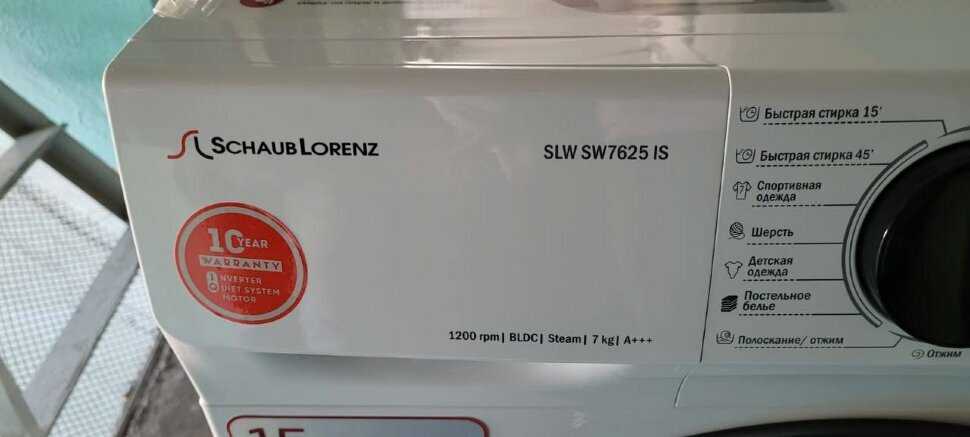 SCHAUB LORENZ
SLW SW7625 IS
10 YEAR
WARRANTY
INVERTER
QUIET SYSTEM
MOTOR
1200 rpm| BLDC| Steam| 7 kg| A+++
Быстрая стирка 15'
Быстрая стирка 45'
Спортивная
одежда
Шерсть
Детская
одежда
Постельное
белье
Полоскание/ отжим
Отжим